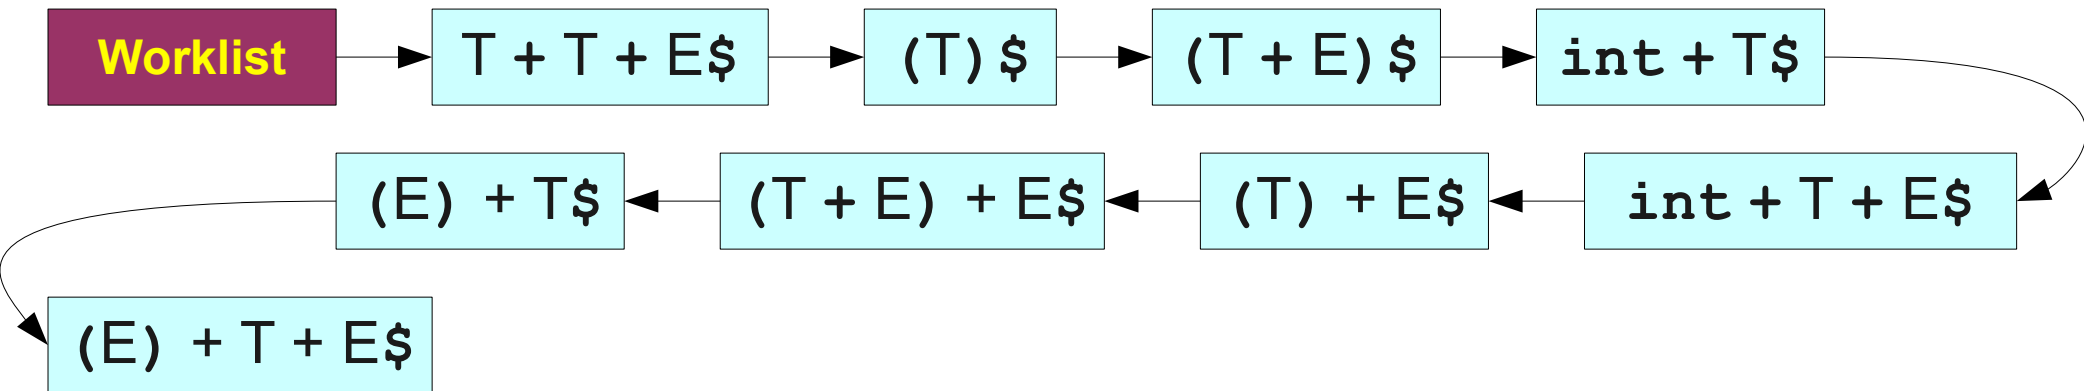 Worklist T + T + E$ (T)$ (T + E)$ int + T$
(E) + T$ (T + E) + E$ (T) + E$ int + T + E$
(E) + T + E$